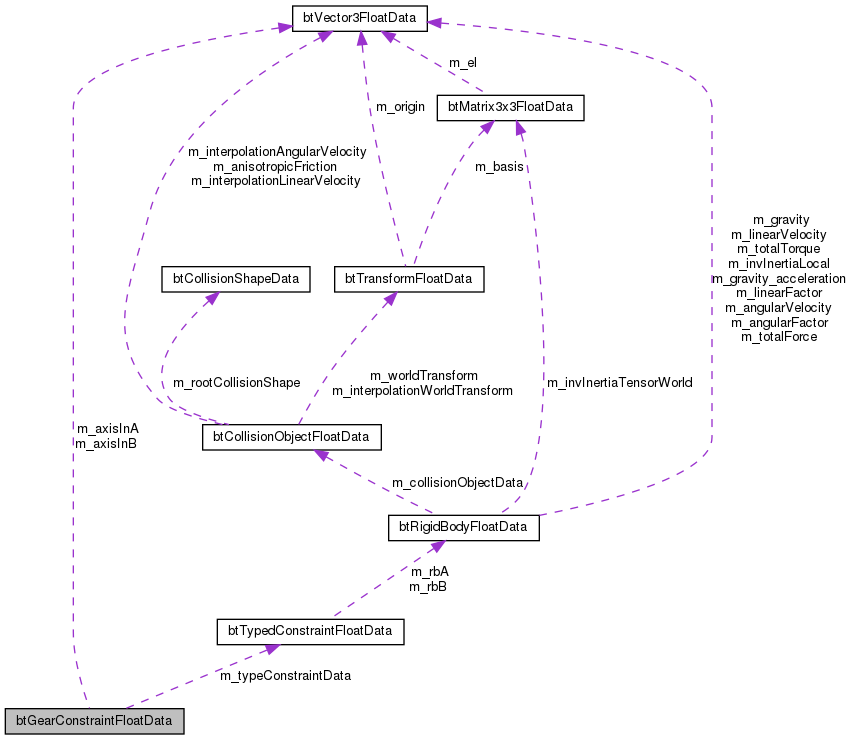 btVector3FloatData
m_el
btMatrix3x3FloatData
m_origin
m_interpolationAngularVelocity
m_anisotropicFriction
m_interpolationLinearVelocity
m_basis
m_gravity
m_linearVelocity
m_totalTorque
m_invInertiaLocal
m_gravity_acceleration
m_linearFactor
m_angularVelocity
m_angularFactor
m_totalForce
btCollisionShapeData
btTransformFloatData
m_rootCollisionShape
m_worldTransform
m_interpolationWorldTransform
m_invInertiaTensorWorld
m_axisInA
m_axisInB
btCollisionObjectFloatData
m_collisionObjectData
btRigidBodyFloatData
m_rbA
m_rbB
btTypedConstraintFloatData
m_typeConstraintData
btGearConstraintFloatData